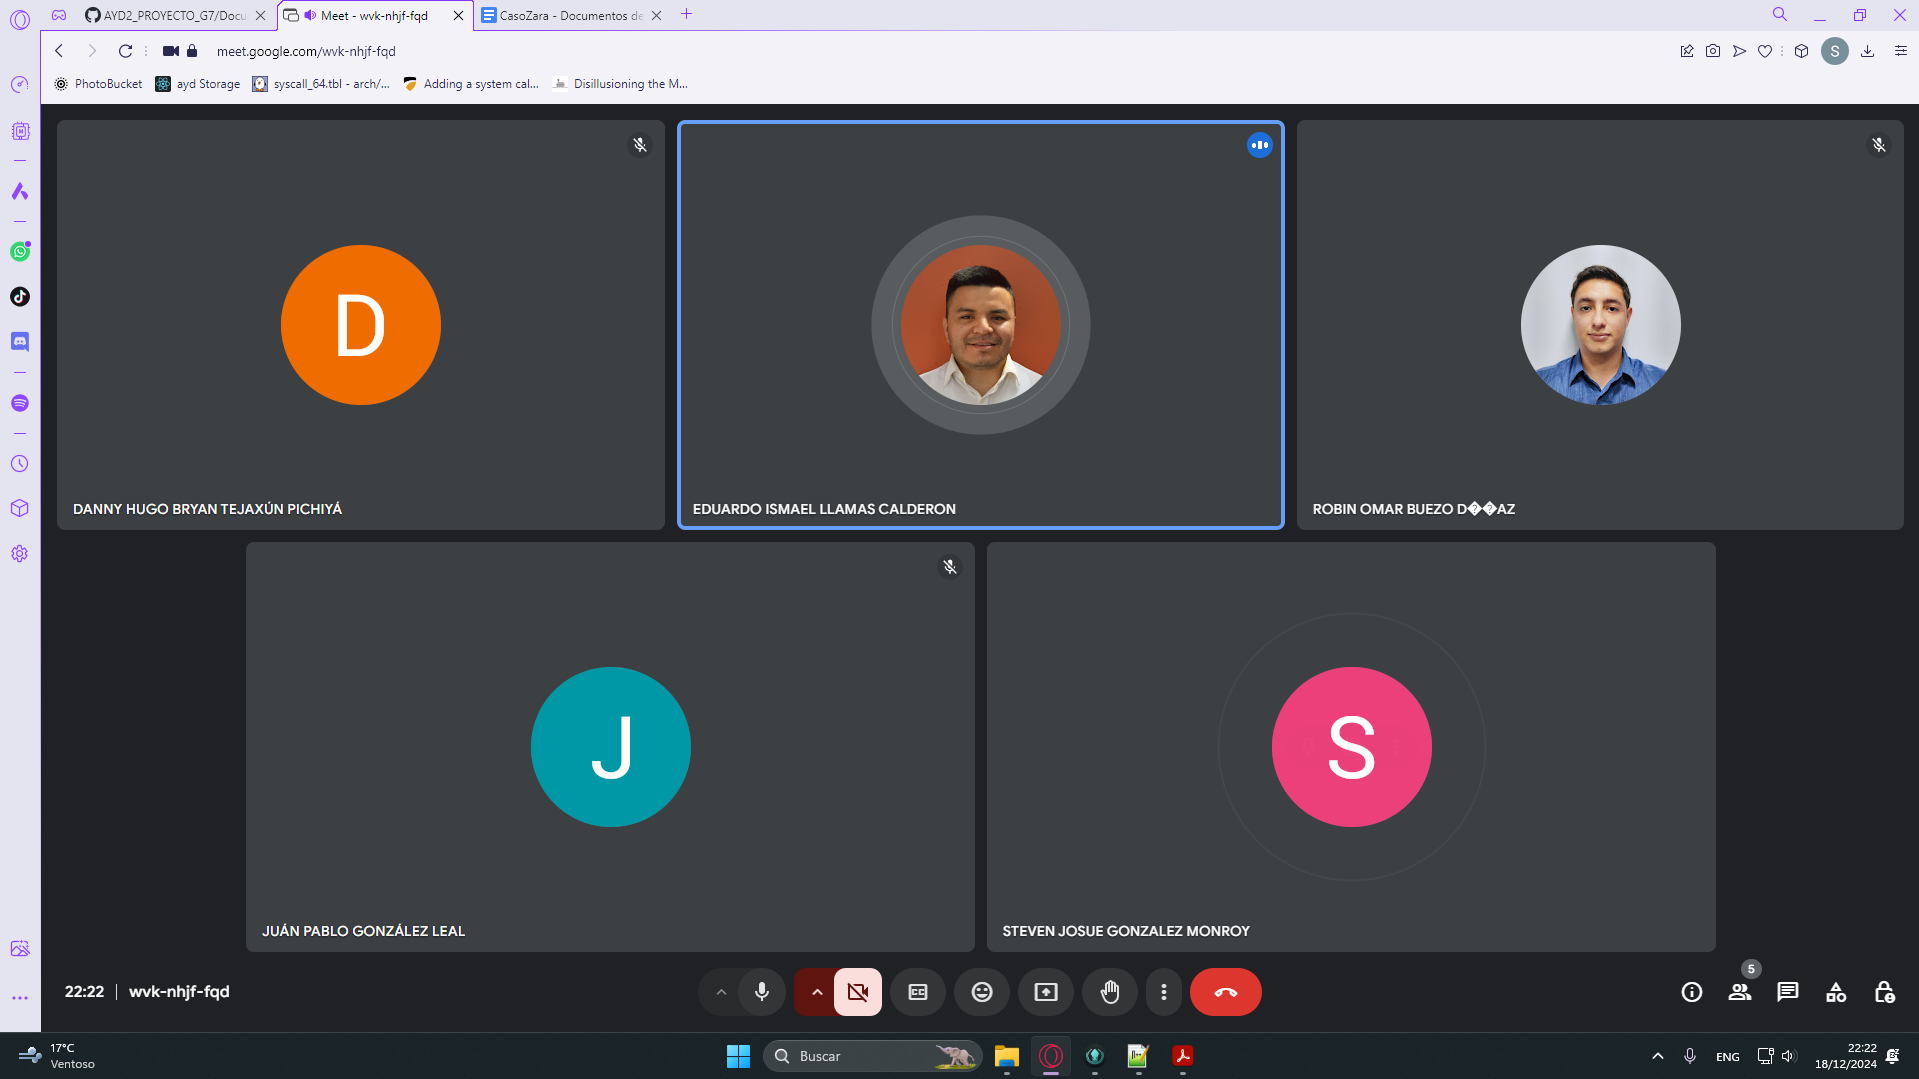 AYD2_PROYECTO_G7/Docu
Meet - wvk-nhjf-fqd
CasoZara - Documentos de
meet.google.com/wvk-nhjf-fqd
S
PhotoBucket
ayd Storage
syscall_64.tbl - arch/...
Adding a system cal...
Disillusioning the M...
D
DANNY HUGO BRYAN TEJAXÚN PICHIYÁ
EDUARDO ISMAEL LLAMAS CALDERON
ROBIN OMAR BUEZO D��AZ
J
JUÁN PABLO GONZÁLEZ LEAL
S
STEVEN JOSUE GONZALEZ MONROY
22:22 | wvk-nhjf-fqd
CC
5
17°C
Ventoso
Buscar
ENG
22:22
18/12/2024